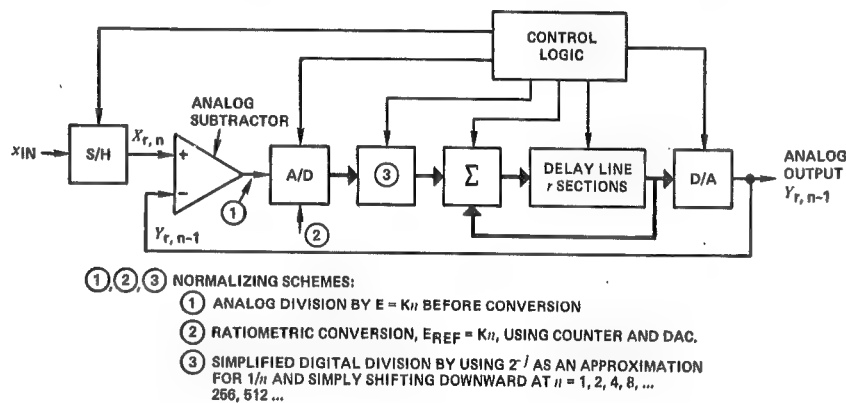 CONTROL
LOGIC
ANALOG
SUBTRACTOR
xIN
S/H
Xr, n
+
−
Yr, n−1
1
A/D
2
3
Σ
DELAY LINE
r SECTIONS
D/A
ANALOG
OUTPUT
Yr, n−1
1,2,3 NORMALIZING SCHEMES:
1 ANALOG DIVISION BY E = Kn BEFORE CONVERSION
2 RATIOMETRIC CONVERSION, EREF = Kn, USING COUNTER AND DAC.
3 SIMPLIFIED DIGITAL DIVISION BY USING 2-j AS AN APPROXIMATION
FOR 1/n AND SIMPLY SHIFTING DOWNWARD AT n = 1, 2, 4, 8, ...
256, 512 ...